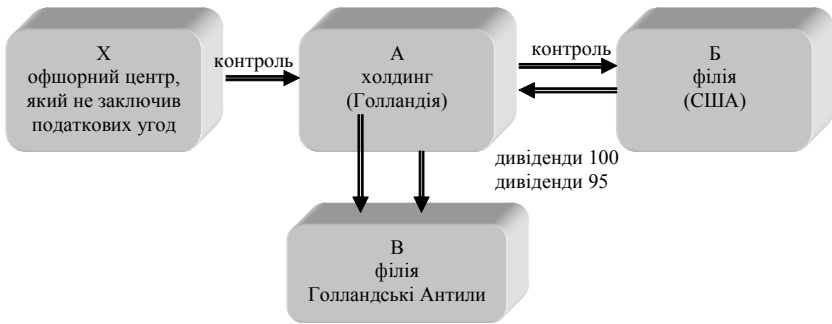 Х
офшорний центр,
який не заключив
податкових угод
контроль
А
холдинг
(Голландія)
контроль
Б
філія
(США)
дивіденди 100
дивіденди 95
В
філія
Голландські Антили